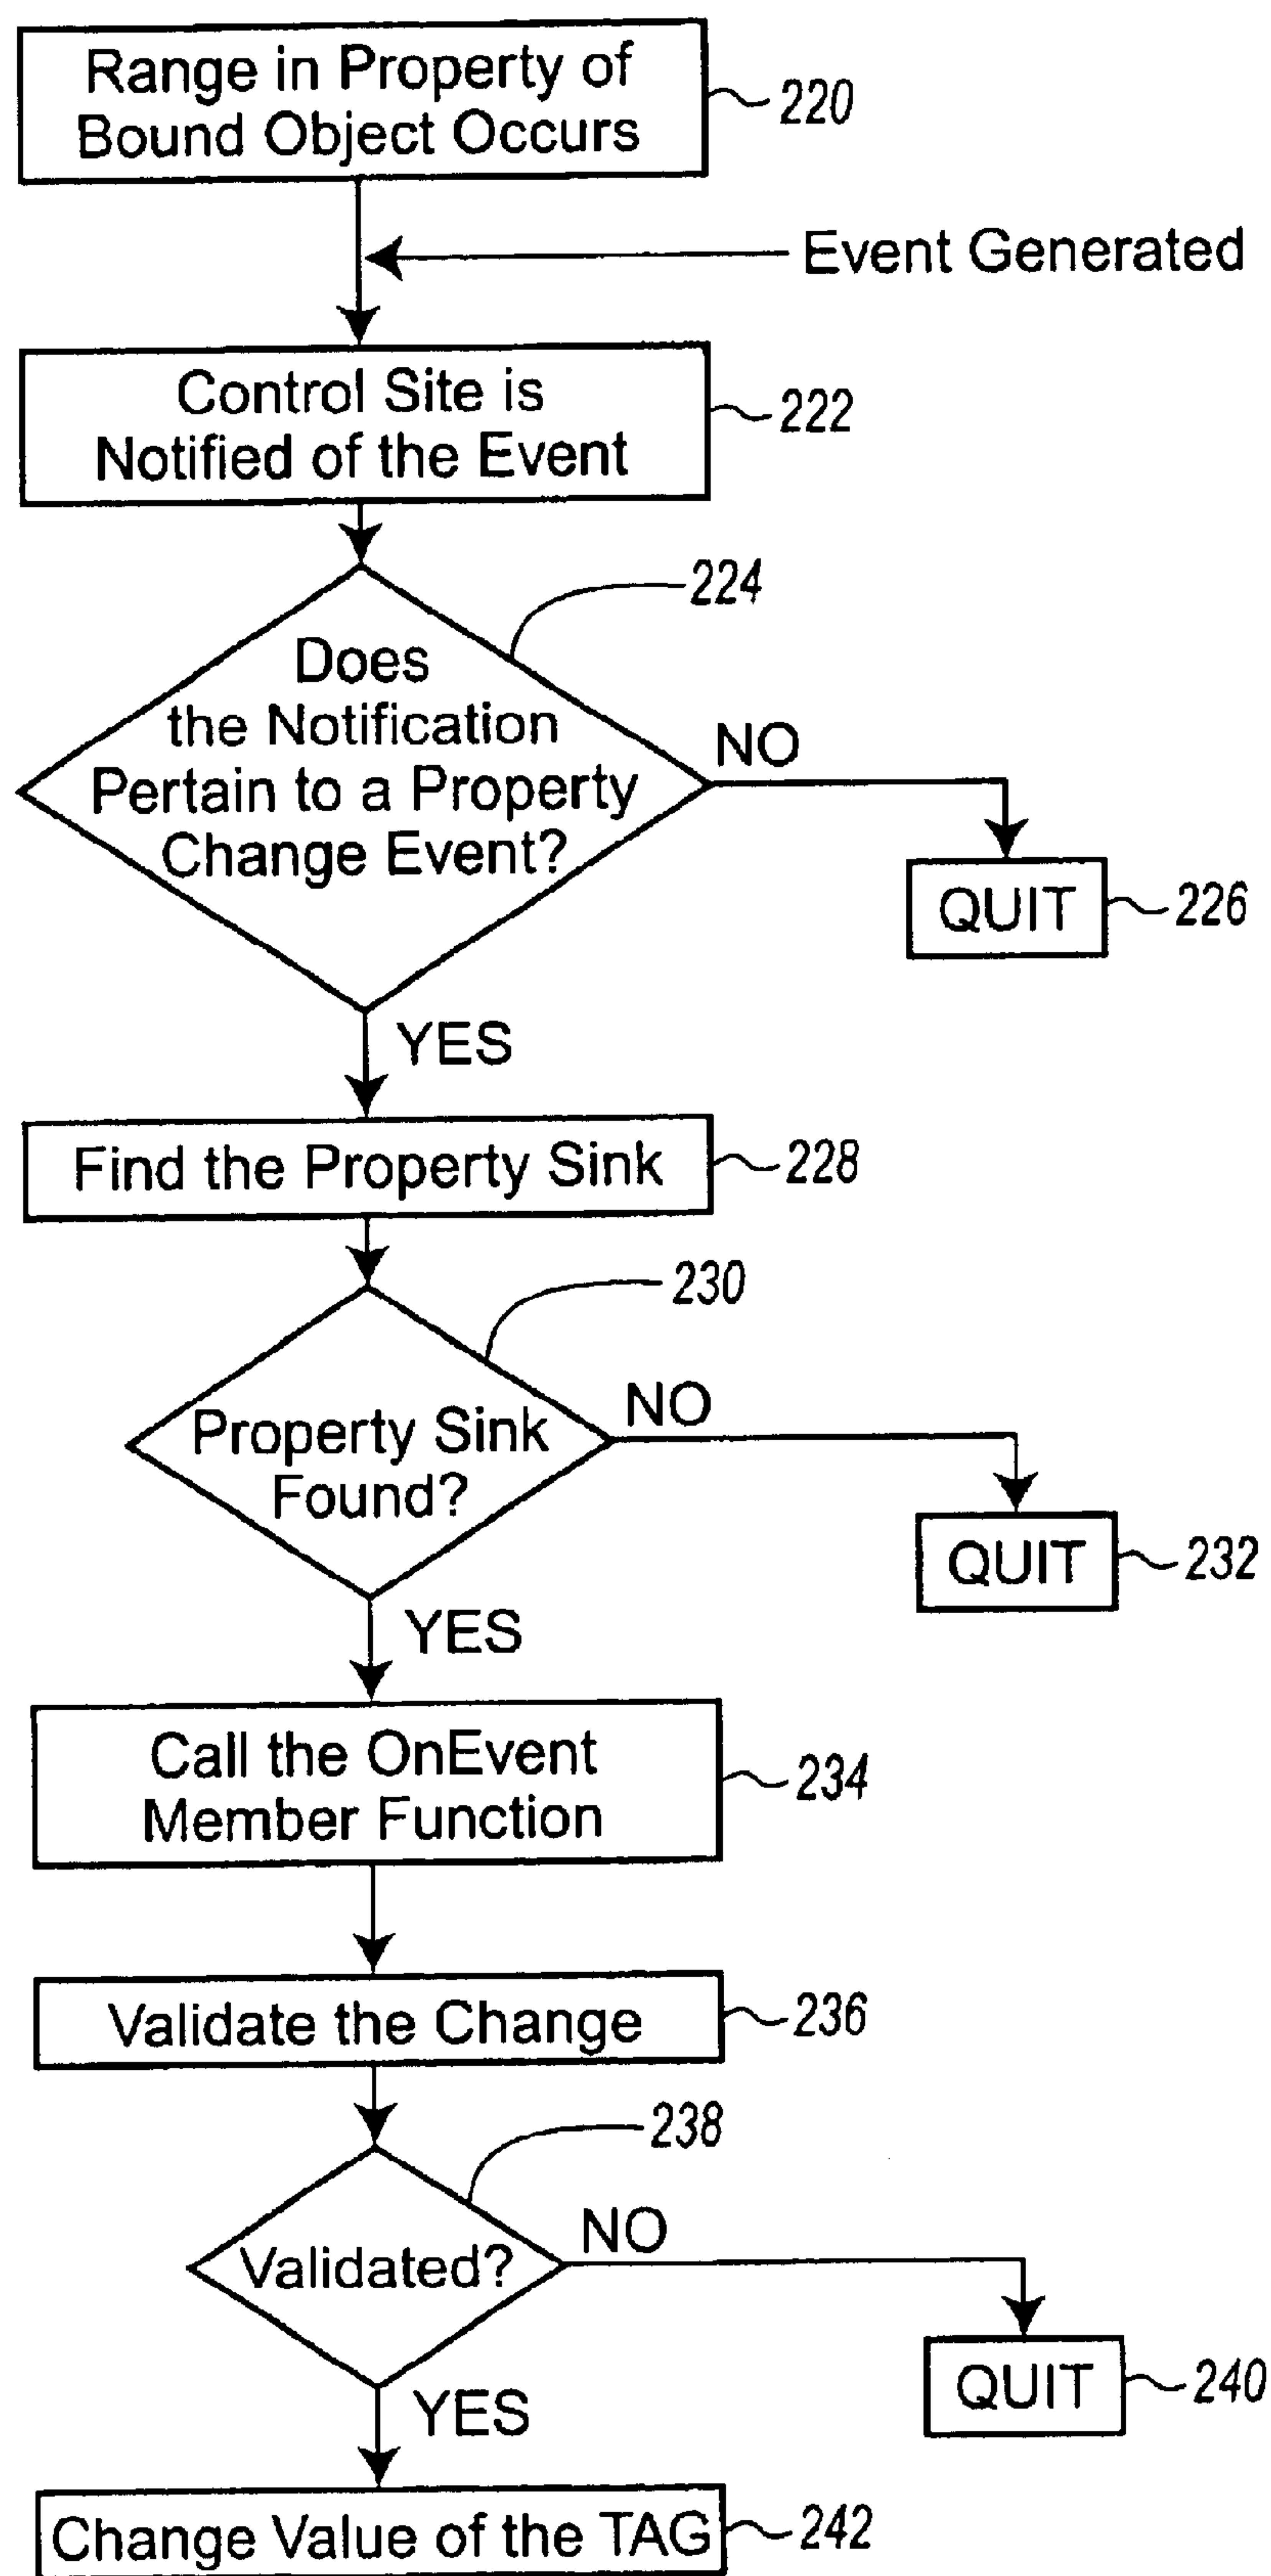 Range in Property of
Bound Object Occurs
220
Event Generated
Control Site is
Notified of the Event
222
224
Does
the Notification
Pertain to a Property
Change Event?
NO
QUIT
226
YES
Find the Property Sink
228
230
Property Sink
Found?
NO
QUIT
232
YES
Call the OnEvent
Member Function
234
Validate the Change
236
238
Validated?
NO
QUIT
240
YES
Change Value of the TAG
242